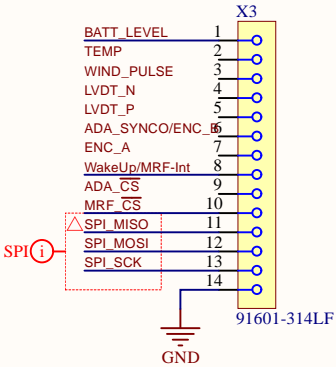 X3
BATT_LEVEL 1
TEMP 2
WIND_PULSE 3
LVDT_N 4
LVDT_P 5
ADA_SYNCO/ENC_B 6
ENC_A 7
WakeUp/MRF-Int 8
ADA_CS 9
MRF_CS 10
SPI_MISO 11
SPI_MOSI 12
SPI_SCK 13
14
SPI i
91601-314LF
GND